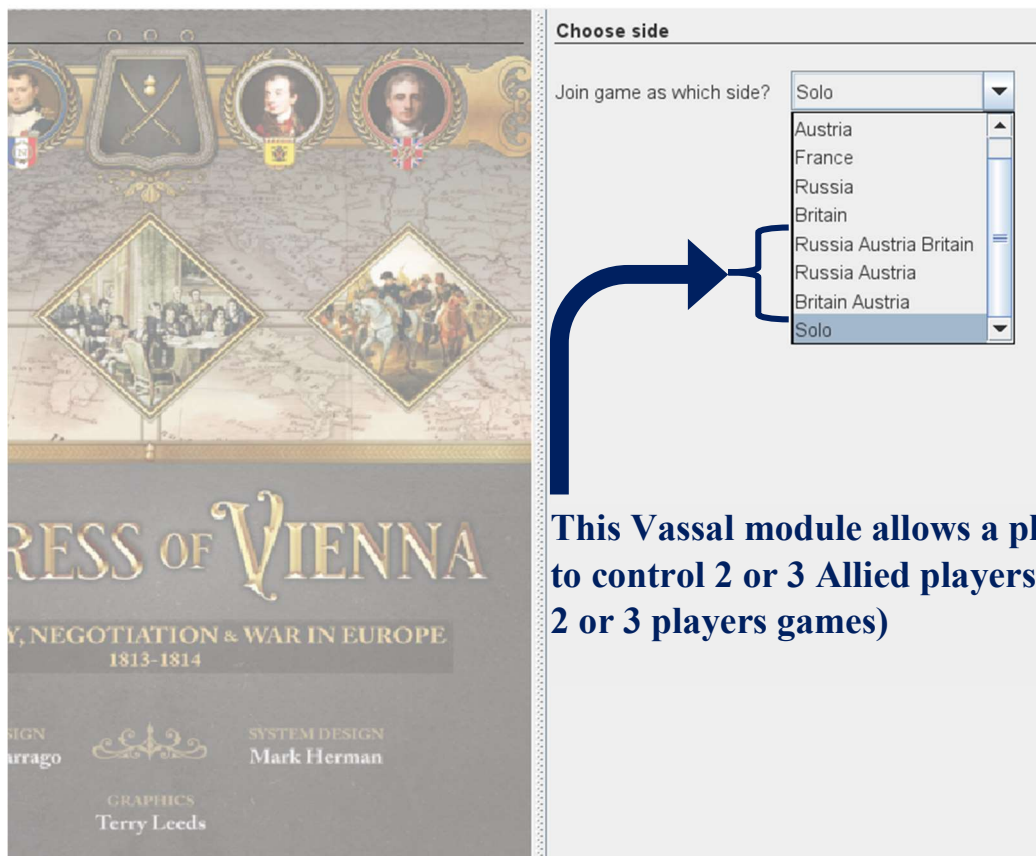 Choose side
Join game as which side?
Solo
Austria
France
Russia
Britain
Russia Austria Britain
Russia Austria
Britain Austria
Solo
This Vassal module allows a pl
to control 2 or 3 Allied players
2 or 3 players games)
RESS OF VIENNA
Y, NEGOTIATION & WAR IN EUROPE
1813-1814
SIGN
arrago
SYSTEM DESIGN
Mark Herman
GRAPHICS
Terry Leeds